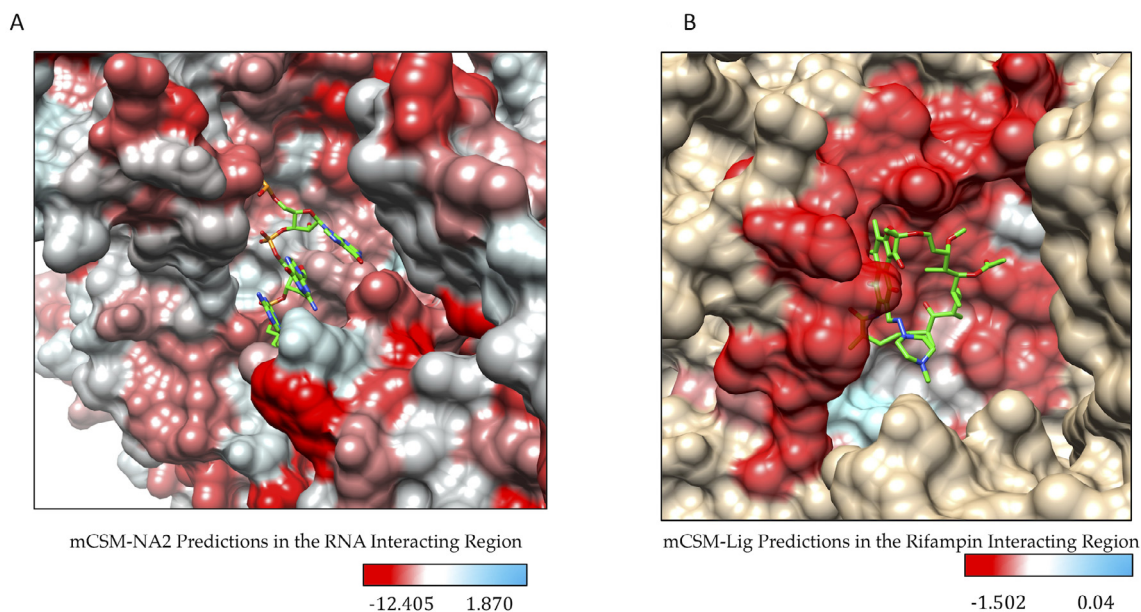 A
B
mCSM-NA2 Predictions in the RNA Interacting Region
-12.405 1.870
mCSM-Lig Predictions in the Rifampin Interacting Region
-1.502 0.04